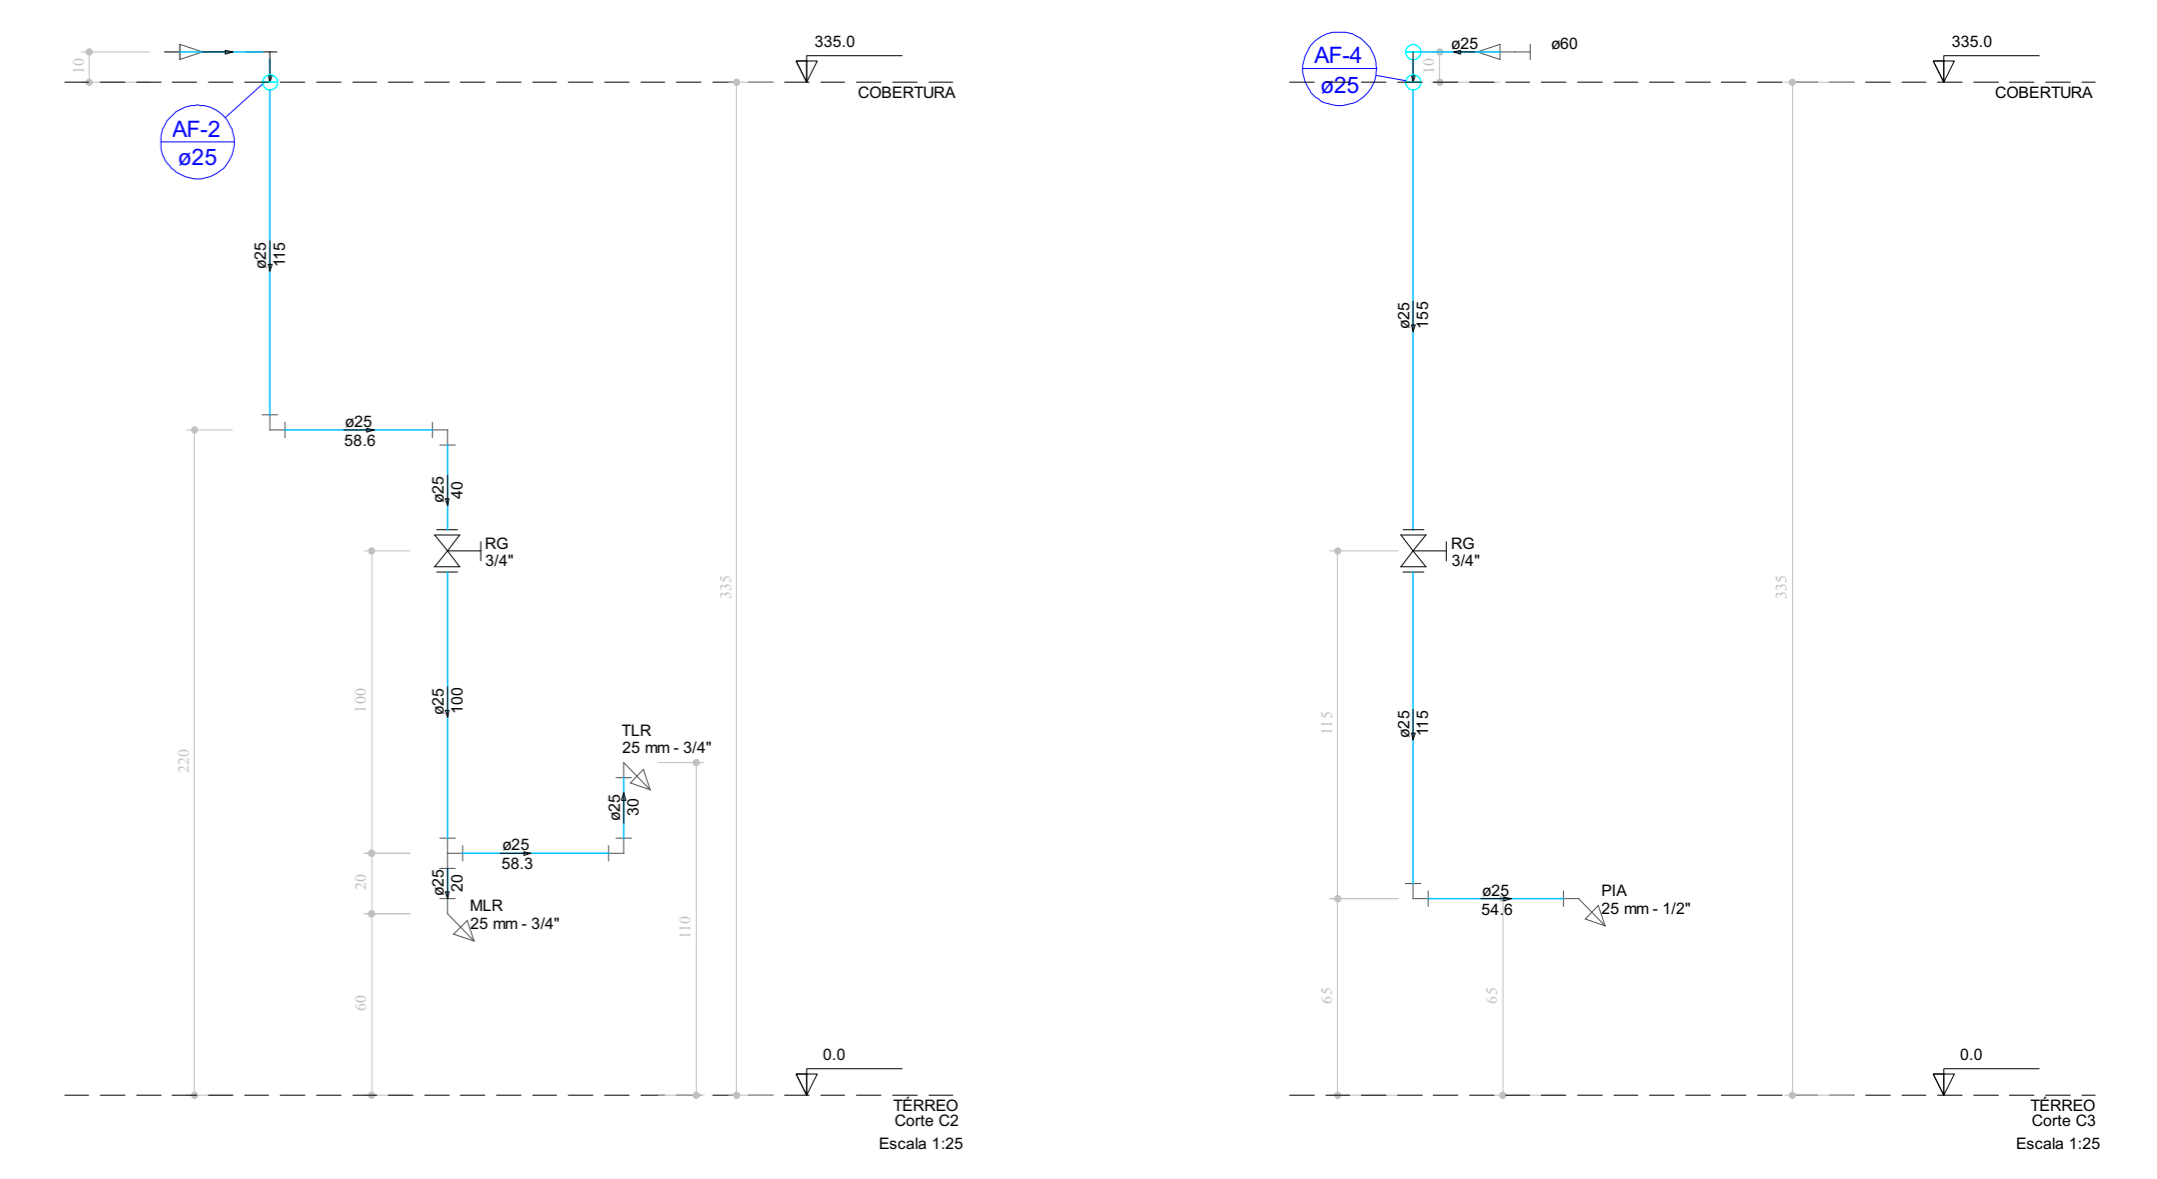 335.0
COBERTURA
10
AF-2
ø25
ø25
115
ø25
58.6
ø25
40
RG
3/4"
335
100
ø25
100
220
TLR
25 mm - 3/4"
ø25
30
ø25
58.3
20
ø25
20
MLR
25 mm - 3/4"
110
60
0.0
TÉRREO
Corte C2
Escala 1:25
AF-4
ø25
ø25
ø60
10
335.0
COBERTURA
ø25
155
RG
3/4"
335
115
ø25
115
ø25
54.6
PIA
25 mm - 1/2"
65
65
0.0
TÉRREO
Corte C3
Escala 1:25